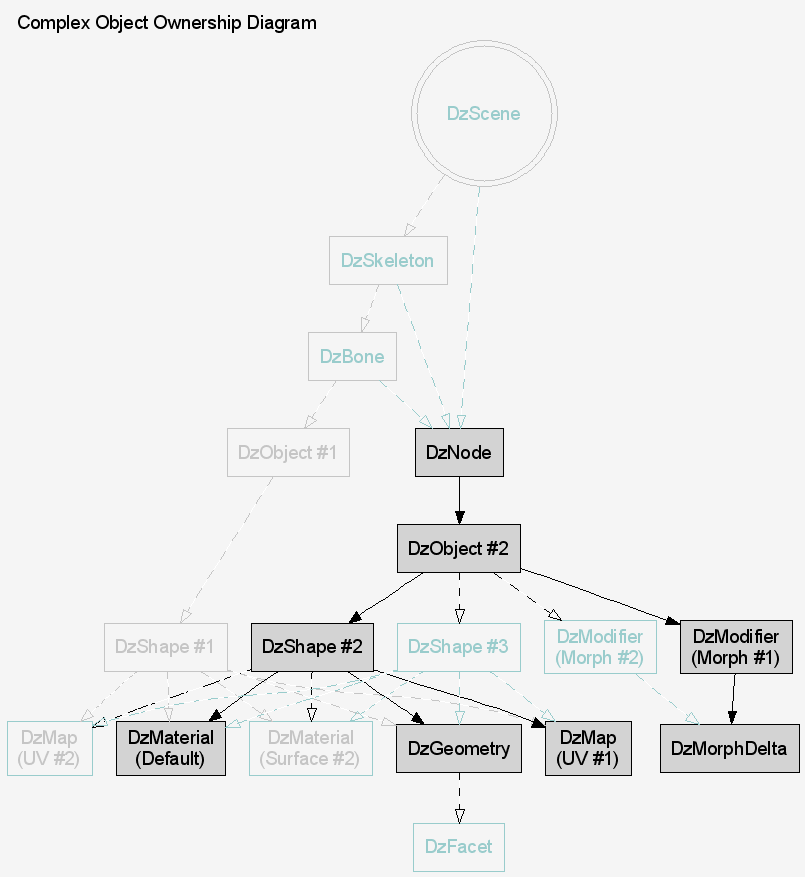 Complex Object Ownership Diagram
DzScene
DzSkeleton
DzBone
DzObject #1
DzNode
DzObject #2
DzShape #1
DzShape #2
DzShape #3
DzModifier
(Morph #2)
DzModifier
(Morph #1)
DzMap
(UV #2)
DzMaterial
(Default)
DzMaterial
(Surface #2)
DzGeometry
DzMap
(UV #1)
DzMorphDelta
DzFacet